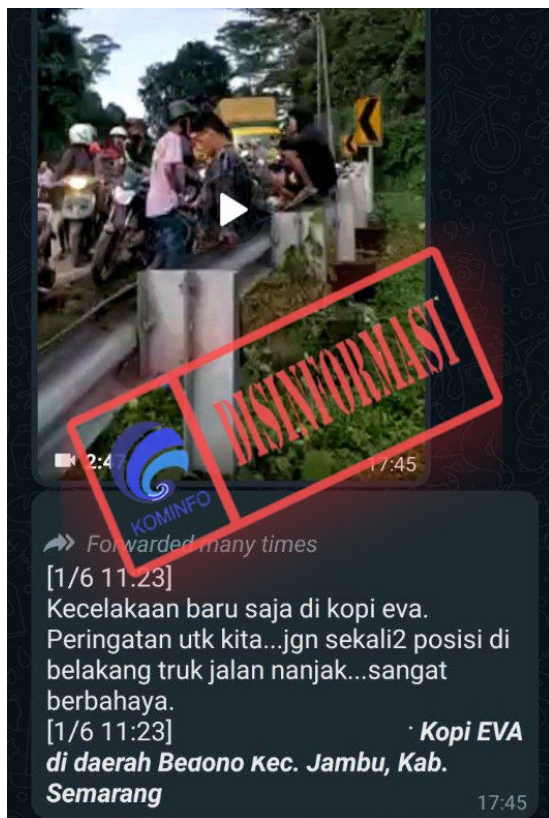 2:47
17:45
DISINFORMASI
KOMINFO
Forwarded many times
[1/6 11.23]
Kecelakaan baru saja di kopi eva.
Peringatan utk kita...jgn sekali2 posisi di
belakang truk jalan nanjak...sangat
berbahaya.
[1/6 11:23] Kopi EVA
di daerah Bedono Kec. Jambu, Kab.
Semarang
17:45